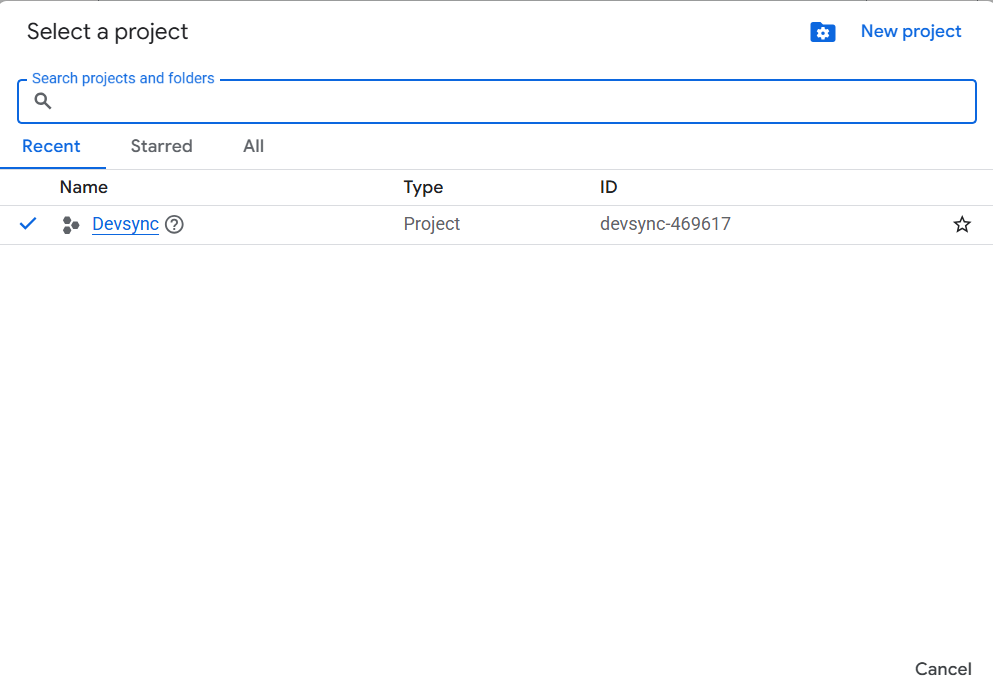 Select a project
New project
Search projects and folders
Recent Starred All
Name Type ID
Devsync Project devsync-469617
Cancel